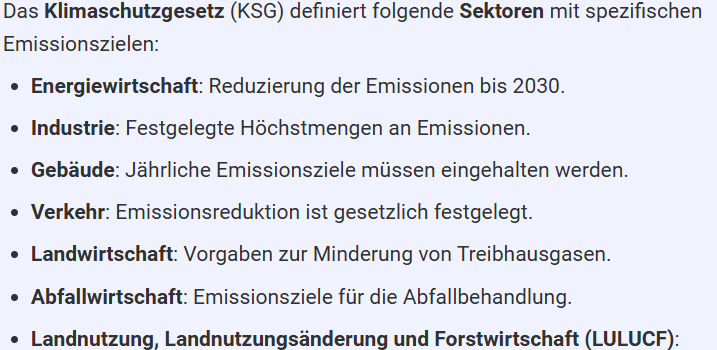 Das Klimaschutzgesetz (KSG) definiert folgende Sektoren mit spezifischen
Emissionszielen:
• Energiewirtschaft: Reduzierung der Emissionen bis 2030.
• Industrie: Festgelegte Höchstmengen an Emissionen.
• Gebäude: Jährliche Emissionsziele müssen eingehalten werden.
• Verkehr: Emissionsreduktion ist gesetzlich festgelegt.
• Landwirtschaft: Vorgaben zur Minderung von Treibhausgasen.
• Abfallwirtschaft: Emissionsziele für die Abfallbehandlung.
• Landnutzung, Landnutzungsänderung und Forstwirtschaft (LULUCF):